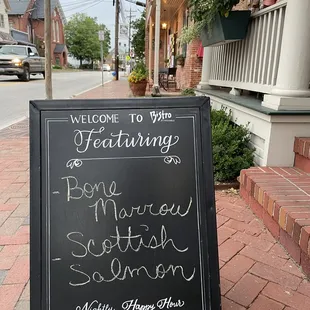 WELCOME TO Bistro
Featuring
- Bone
Marrow
- Scottish
Salmon
Nightly Happy Hour